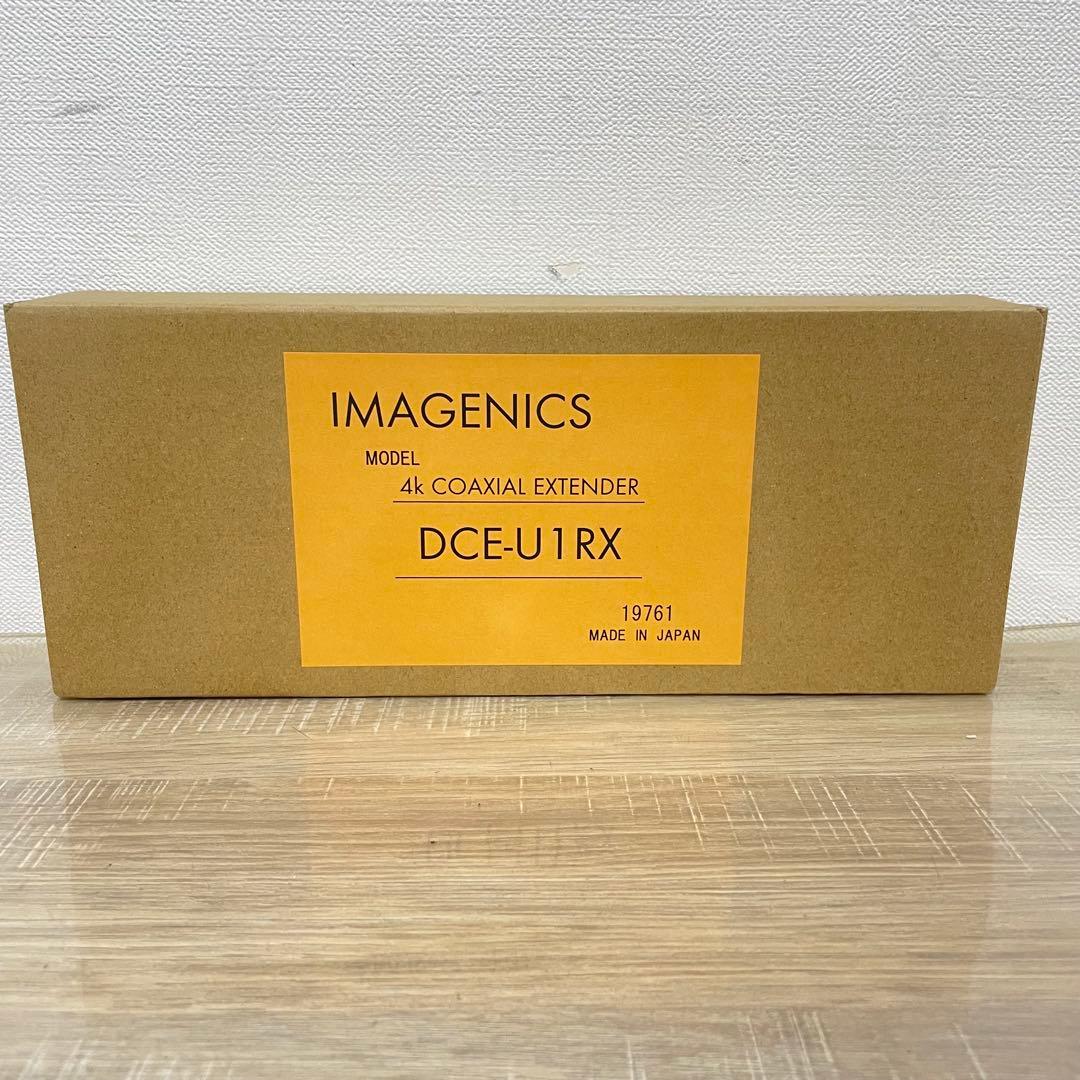 IMAGENICS
MODEL
4k COAXIAL EXTENDER
DCE-U1RX
19761
MADE IN JAPAN